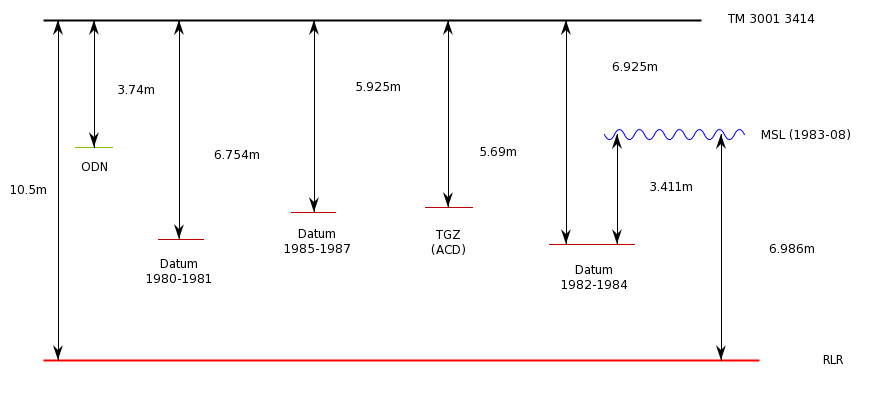 TM 3001 3414
6.925m
3.74m
5.925m
MSL (1983-08)
6.754m
5.69m
ODN
10.5m
3.411m
Datum
1985-1987
TGZ
(ACD)
6.986m
Datum
1980-1981
Datum
1982-1984
RLR